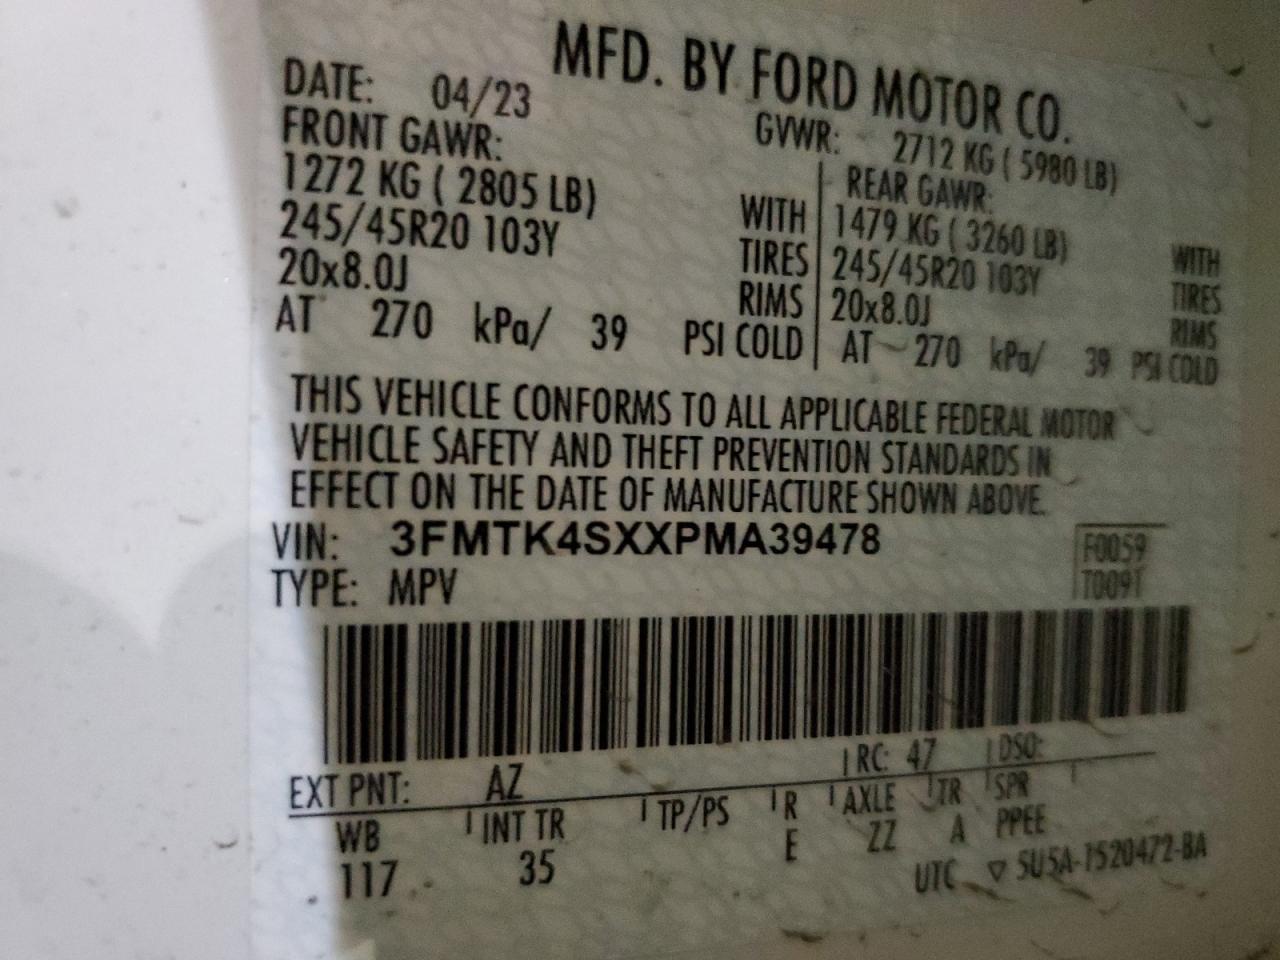 MFD. BY FORD MOTOR CO.
DATE: 04/23
GVWR: 2712 KG ( 5980 LB)
FRONT GAWR:
1272 KG ( 2805 LB) WITH
245/45R20 103Y TIRES
20x8.0J RIMS
AT 270 kPa/ 39 PSI COLD
REAR GAWR:
1479 KG ( 3260 LB) WITH
245/45R20 103Y TIRES
20x8.0J RIMS
AT 270 kPa/ 39 PSI COLD
THIS VEHICLE CONFORMS TO ALL APPLICABLE FEDERAL MOTOR
VEHICLE SAFETY AND THEFT PREVENTION STANDARDS IN
EFFECT ON THE DATE OF MANUFACTURE SHOWN ABOVE.
VIN: 3FMTK4SXXPMA39478
F0059
TYPE: MPV
T0091
EXT PNT: AZ RC: 47 DSO:
WB INT TR TP/PS R AXLE TR SPR
117 35 E ZZ A PPEE
UTC ▽ 5U5A-1520472-BA